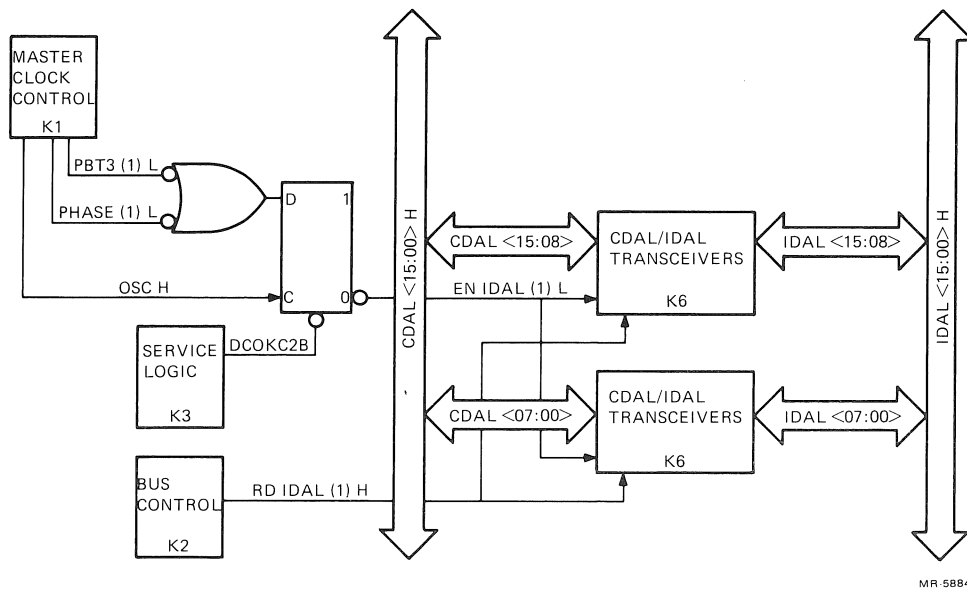 MASTER
CLOCK
CONTROL
K1
PBT3 (1) L
PHASE (1) L
D 1
OSC H
C 0
DCOKC2B
SERVICE
LOGIC
K3
BUS
CONTROL
K2
RD IDAL (1) H
CDAL <15:00> H
CDAL <15:08>
EN IDAL (1) L
CDAL/IDAL
TRANSCEIVERS
K6
IDAL <15:08>
CDAL <07:00>
CDAL/IDAL
TRANSCEIVERS
K6
IDAL <07:00>
IDAL <15:00> H
MR-5884